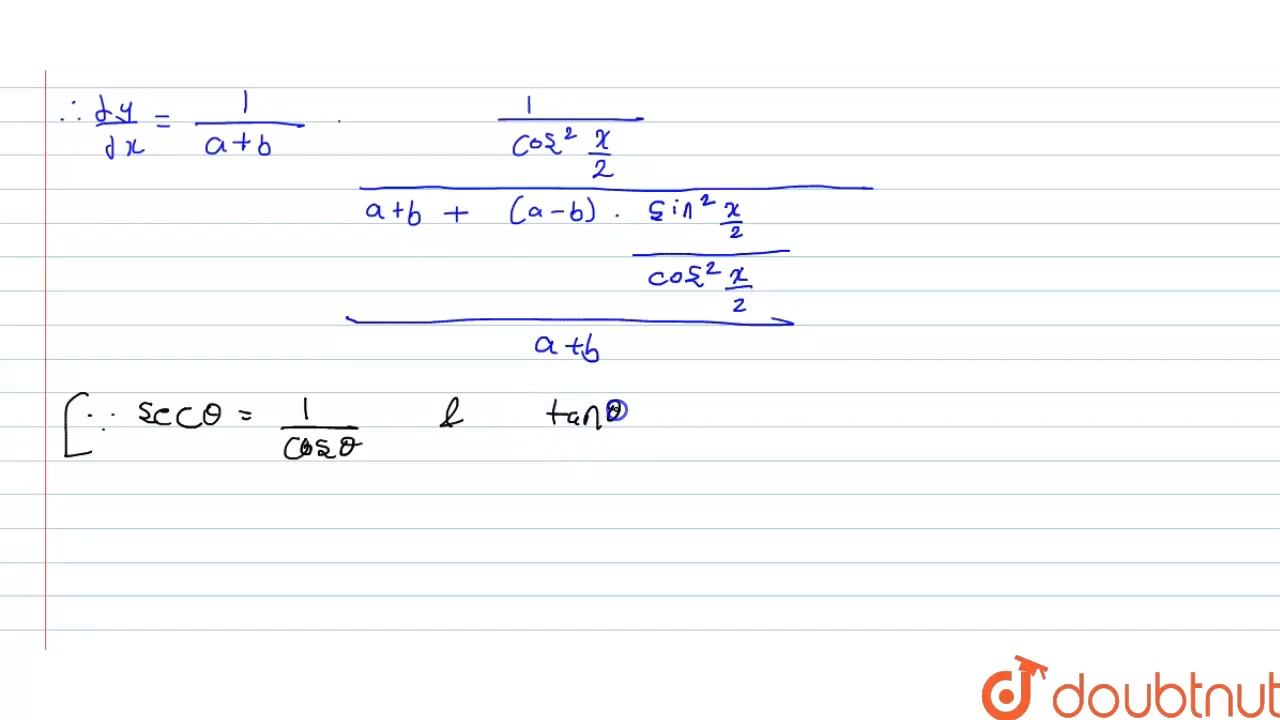 ∴ dy/dx = 1/(a+b) · 1/(cos² x/2)
a+b + (a-b) · sin² x/2
cos² x/2
a+b
[∵ secθ = 1/cosθ & tanθ
doubtnut